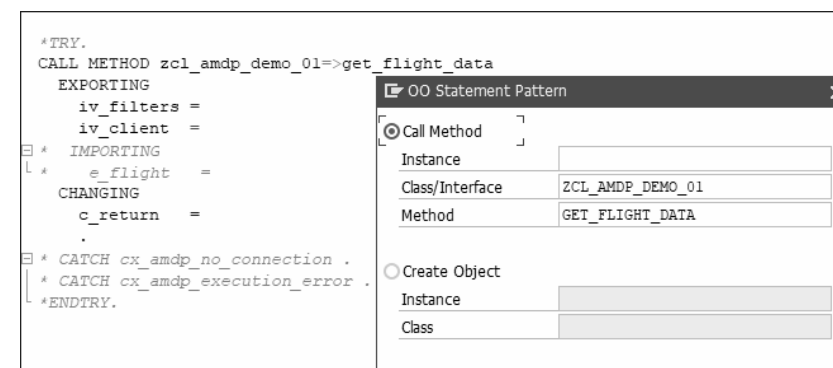 *TRY.
CALL METHOD zcl_amdp_demo_01=>get_flight_data
EXPORTING
iv_filters =
iv_client =
* IMPORTING
* e_flight =
CHANGING
c_return =
.
* CATCH cx_amdp_no_connection .
* CATCH cx_amdp_execution_error .
*ENDTRY.
OO Statement Pattern
Call Method
Instance
Class/Interface ZCL_AMDP_DEMO_01
Method GET_FLIGHT_DATA
Create Object
Instance
Class